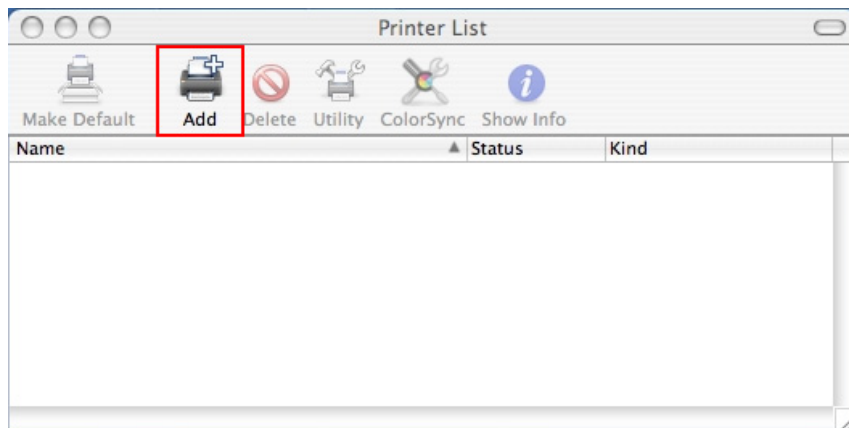 Printer List
Make Default Add Delete Utility ColorSync Show Info
Name Status Kind